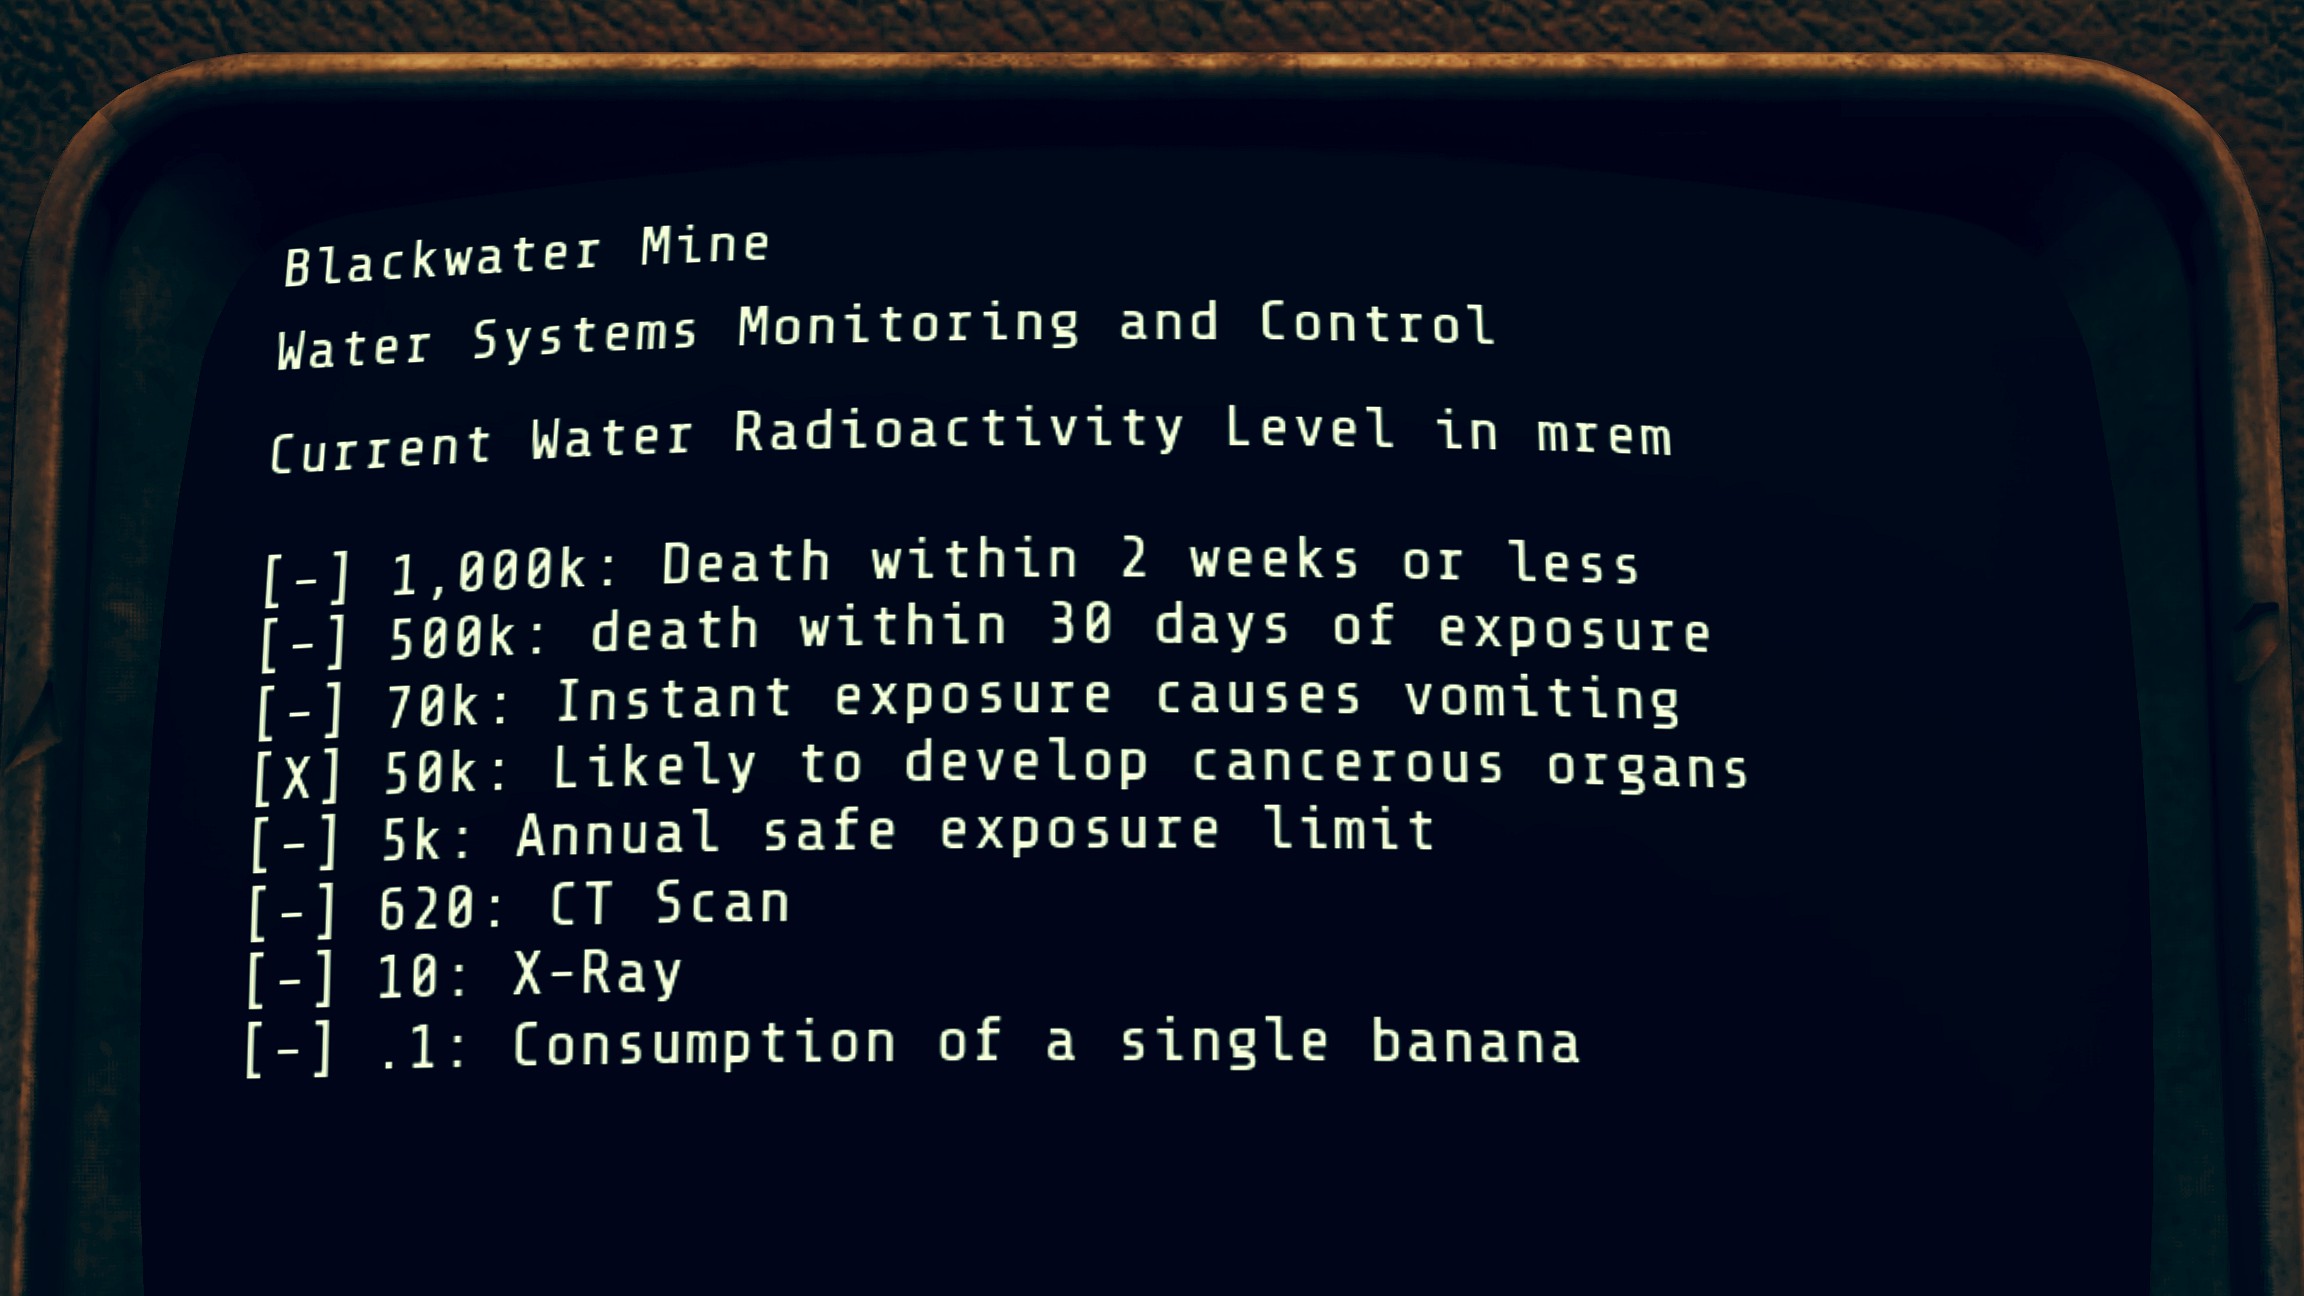 Blackwater Mine
Water Systems Monitoring and Control
Current Water Radioactivity Level in mrem
[-] 1,000k: Death within 2 weeks or less
[-] 500k: death within 30 days of exposure
[-] 70k: Instant exposure causes vomiting
[X] 50k: Likely to develop cancerous organs
[-] 5k: Annual safe exposure limit
[-] 620: CT Scan
[-] 10: X-Ray
[-] .1: Consumption of a single banana